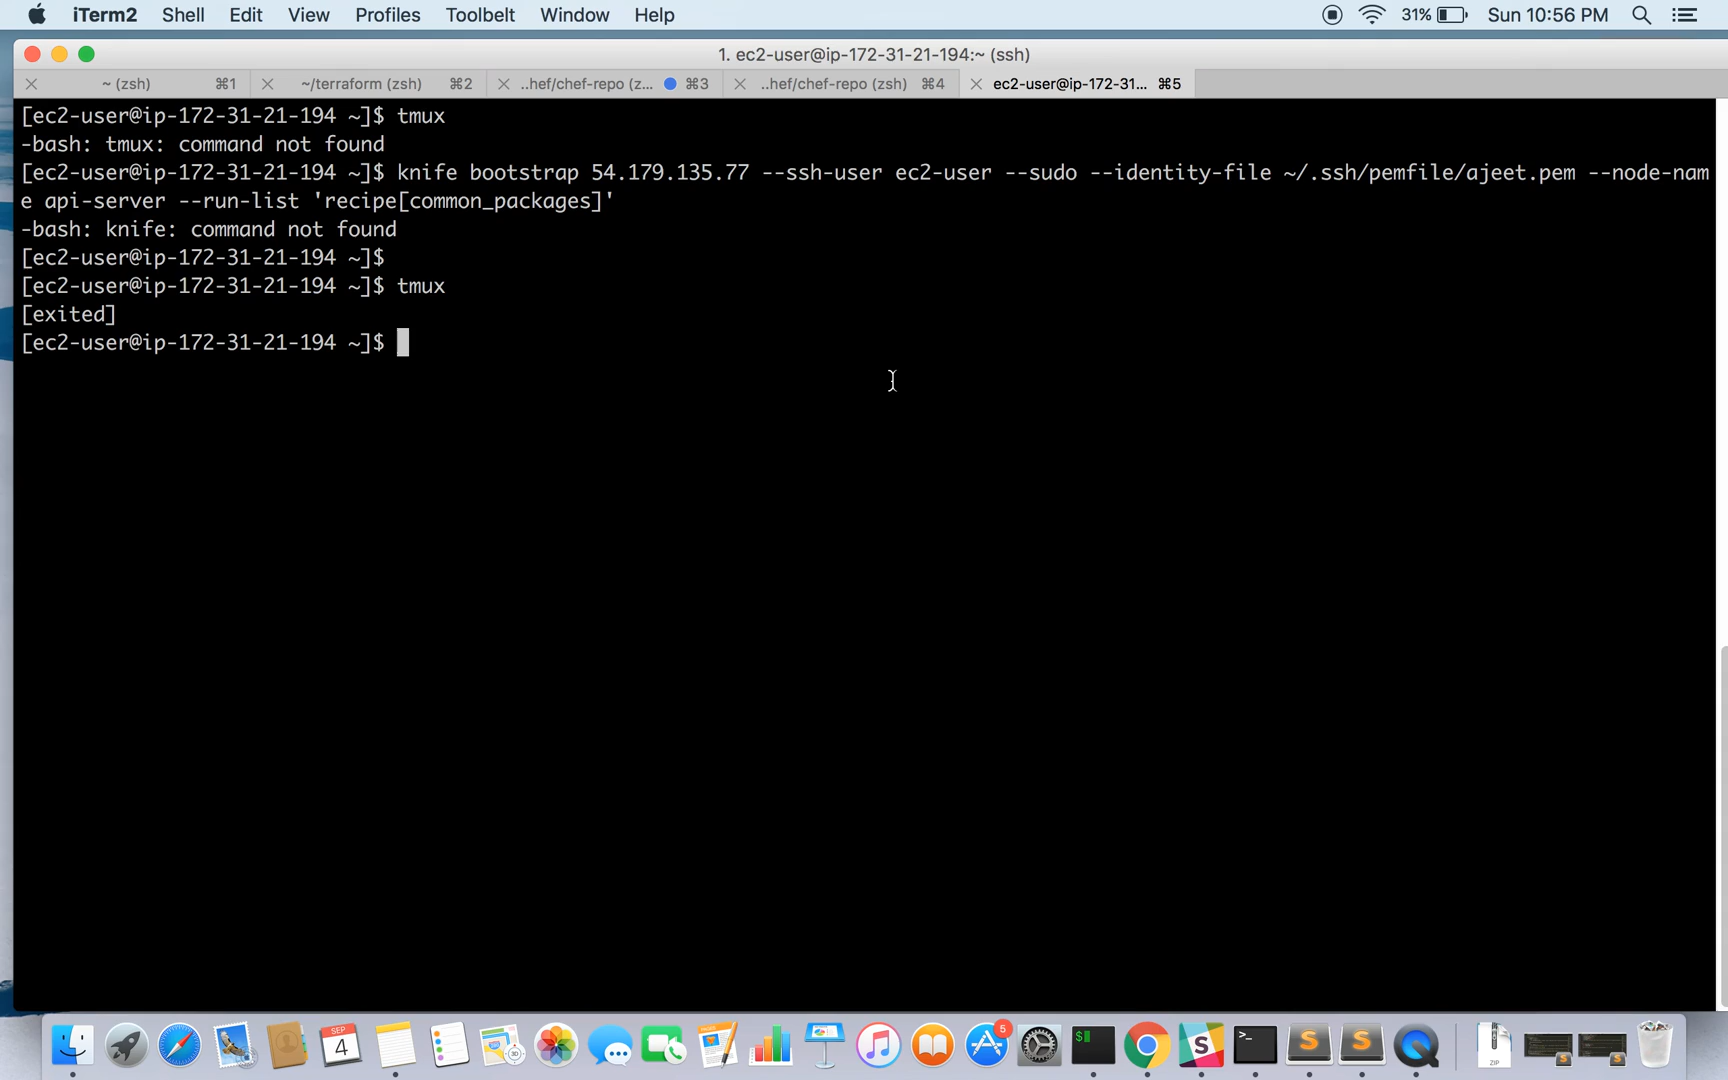 iTerm2 Shell Edit View Profiles Toolbelt Window Help 31% Sun 10:56 PM
1. ec2-user@ip-172-31-21-194:~ (ssh)
~ (zsh) ⌘1 ~/terraform (zsh) ⌘2 ..hef/chef-repo (z... ⌘3 ..hef/chef-repo (zsh) ⌘4 ec2-user@ip-172-31... ⌘5
[ec2-user@ip-172-31-21-194 ~]$ tmux
-bash: tmux: command not found
[ec2-user@ip-172-31-21-194 ~]$ knife bootstrap 54.179.135.77 --ssh-user ec2-user --sudo --identity-file ~/.ssh/pemfile/ajeet.pem --node-nam
e api-server --run-list 'recipe[common_packages]'
-bash: knife: command not found
[ec2-user@ip-172-31-21-194 ~]$
[ec2-user@ip-172-31-21-194 ~]$ tmux
[exited]
[ec2-user@ip-172-31-21-194 ~]$
SEP
4
5
ZIP